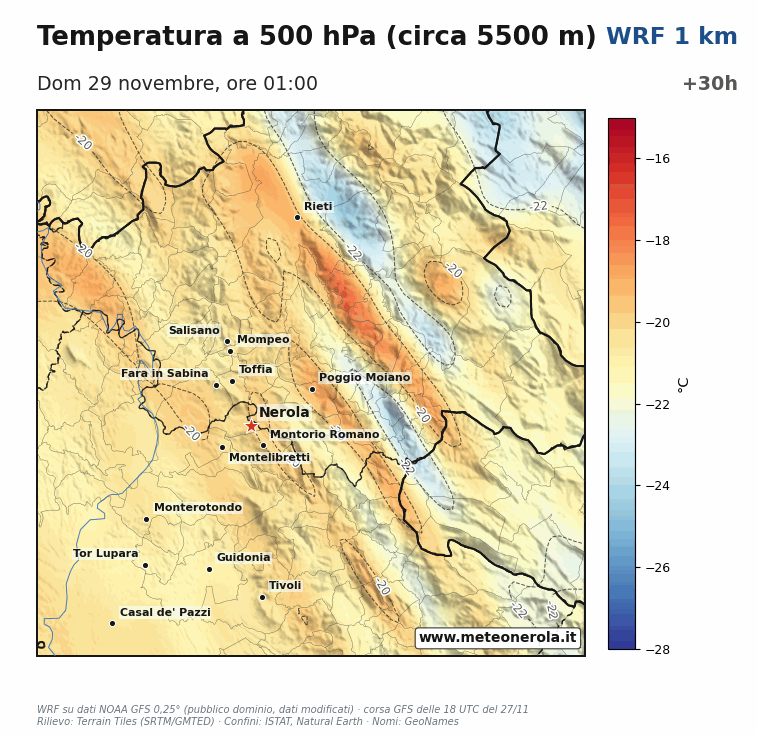 Temperatura a 500 hPa (circa 5500 m) WRF 1 km
Dom 29 novembre, ore 01:00 +30h
-20
-22
-20
Rieti
-22
-20
-20
Salisano
Mompeo
Fara in Sabina
Toffia
Poggio Moiano
Nerola
-20
-20
Montorio Romano
Montelibretti
-22
Monterotondo
Tor Lupara
Guidonia
Tivoli
-20
Casal de' Pazzi
-22
-22
www.meteonerola.it
−16
−18
−20
−22
−24
−26
−28
°C
WRF su dati NOAA GFS 0,25° (pubblico dominio, dati modificati) · corsa GFS delle 18 UTC del 27/11
Rilievo: Terrain Tiles (SRTM/GMTED) · Confini: ISTAT, Natural Earth · Nomi: GeoNames